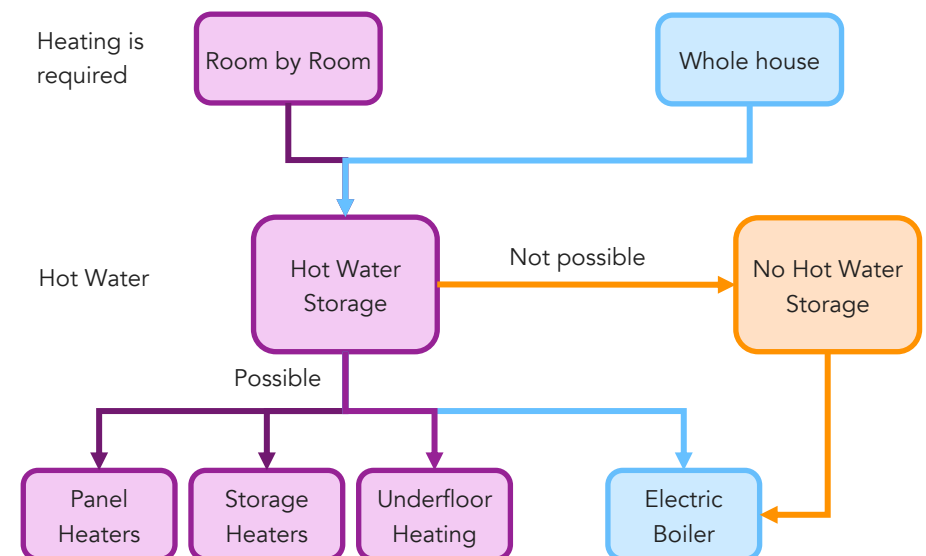 Heating is
required
Room by Room
Whole house
Hot Water
Hot Water
Storage
Not possible
No Hot Water
Storage
Possible
Panel
Heaters
Storage
Heaters
Underfloor
Heating
Electric
Boiler